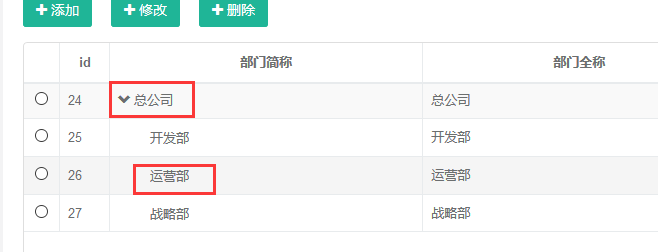 添加 修改 删除
id 部门简称 部门全称
24 总公司 总公司
25 开发部 开发部
26 运营部 运营部
27 战略部 战略部